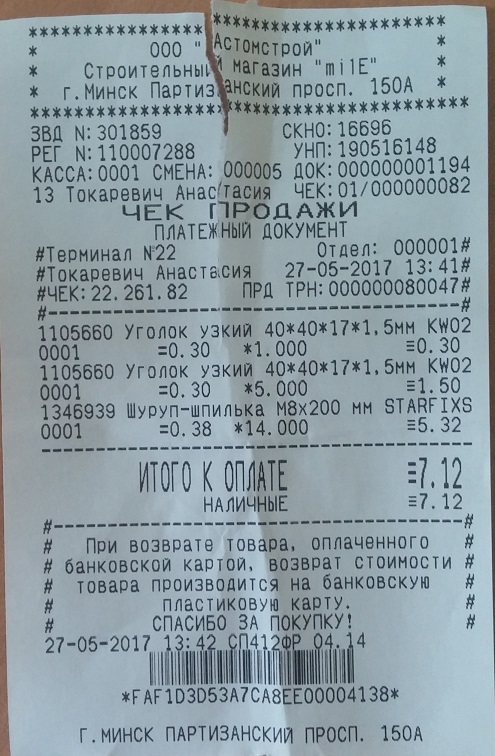 ********************************
* ООО "Астомстрой" *
* Строительный магазин "milE" *
* г.Минск Партизанский просп. 150А *
********************************
ЗВД N:301859 СКНО:16696
РЕГ N:110007288 УНП:190516148
КАССА:0001 СМЕНА: 000005 ДОК:000000001194
13 Токаревич Анастасия ЧЕК:01/000000082
ЧЕК ПРОДАЖИ
ПЛАТЕЖНЫЙ ДОКУМЕНТ
#Терминал №22 Отдел: 000001#
#Токаревич Анастасия 27-05-2017 13:41#
#ЧЕК:22.261.82 ПРД ТРН:000000080047#
#--------------------------------------#
1105660 Уголок узкий 40*40*17*1,5мм KW02
0001 =0.30 *1.000 ≡0.30
1105660 Уголок узкий 40*40*17*1,5мм KW02
0001 =0.30 *5.000 ≡1.50
1346939 Шуруп-шпилька М8х200 мм STARFIXS
0001 =0.38 *14.000 ≡5.32
----------------------------------------
ИТОГО К ОПЛАТЕ ≡7.12
НАЛИЧНЫЕ ≡7.12
#--------------------------------------#
# При возврате товара, оплаченного #
# банковской картой, возврат стоимости #
# товара производится на банковскую #
# пластиковую карту. #
# СПАСИБО ЗА ПОКУПКУ! #
27-05-2017 13:42 СП412ФР 04.14
*FAF1D3D53A7CA8EE00004138*
Г.МИНСК ПАРТИЗАНСКИЙ ПРОСП. 150А